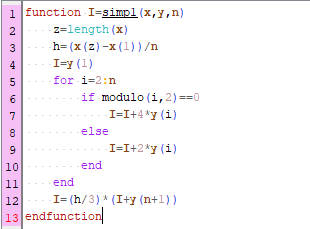 1 function I=simpl(x,y,n)
2 z=length(x)
3 h=(x(z)-x(1))/n
4 I=y(1)
5 for i=2:n
6 if modulo(i,2)==0
7 I=I+4*y(i)
8 else
9 I=I+2*y(i)
10 end
11 end
12 I=(h/3)*(I+y(n+1))
13 endfunction